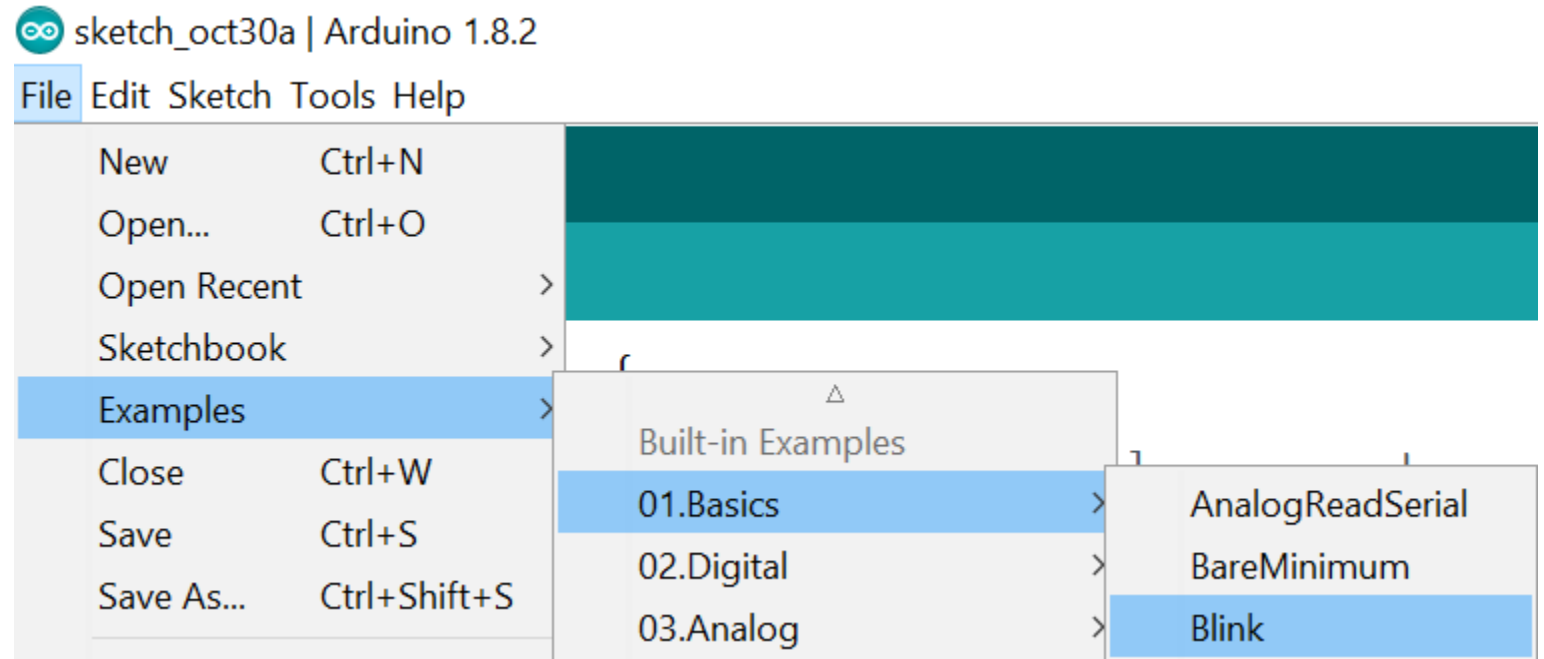 sketch_oct30a | Arduino 1.8.2
File Edit Sketch Tools Help
New Ctrl+N
Open... Ctrl+O
Open Recent
Sketchbook
Examples
Close Ctrl+W
Save Ctrl+S
Save As... Ctrl+Shift+S
Built-in Examples
01.Basics
02.Digital
03.Analog
AnalogReadSerial
BareMinimum
Blink